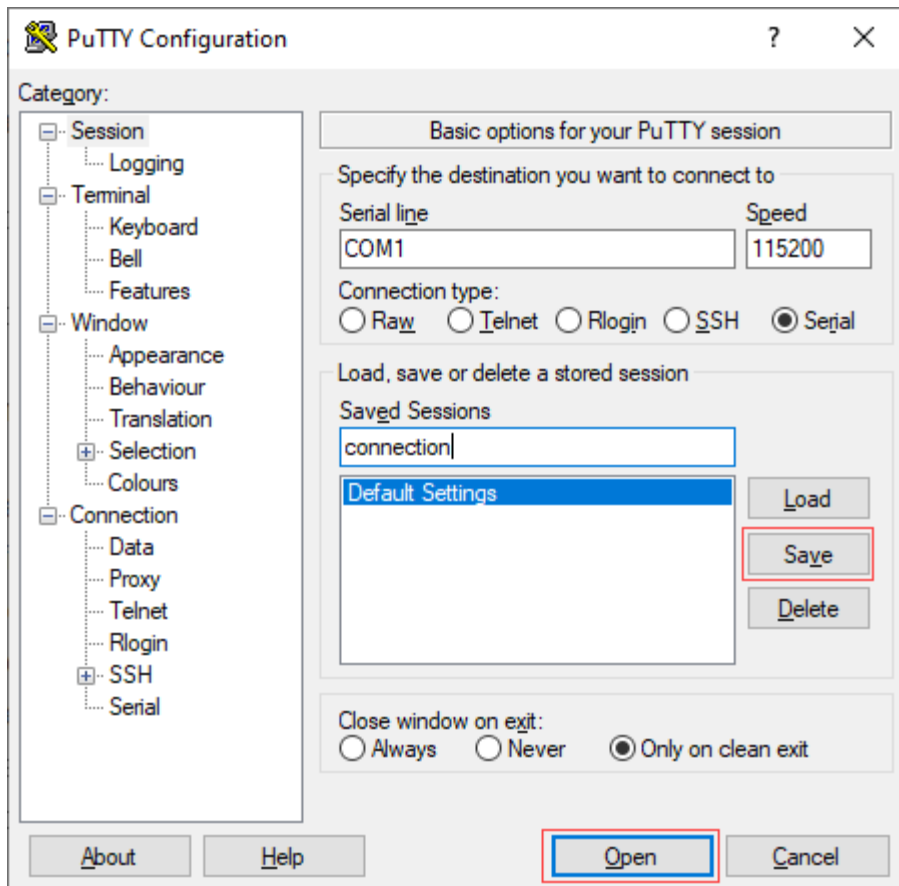 PuTTY Configuration
?
Category:
Session
Logging
Terminal
Keyboard
Bell
Features
Window
Appearance
Behaviour
Translation
Selection
Colours
Connection
Data
Proxy
Telnet
Rlogin
SSH
Serial
Basic options for your PuTTY session
Specify the destination you want to connect to
Serial line Speed
COM1 115200
Connection type:
Raw Telnet Rlogin SSH Serial
Load, save or delete a stored session
Saved Sessions
connection
Default Settings
Load
Save
Delete
Close window on exit:
Always Never Only on clean exit
About Help Open Cancel